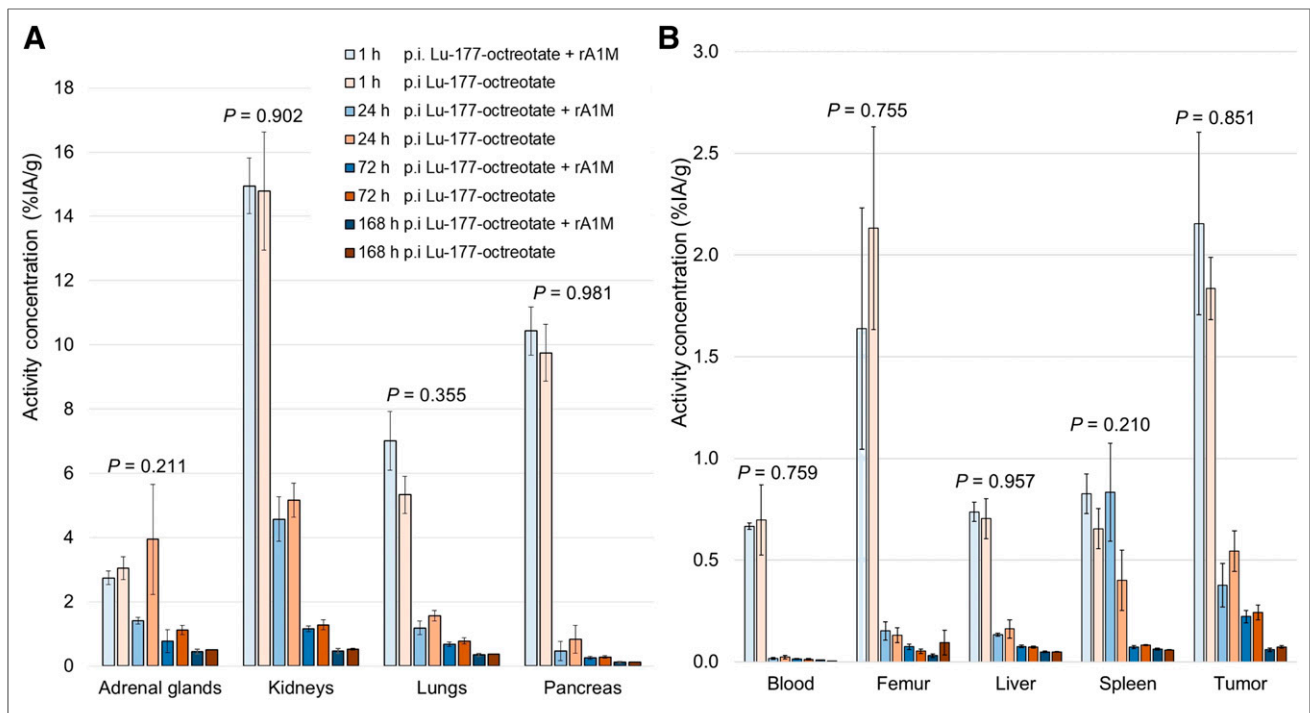 A
1 h p.i. Lu-177-octreotate + rA1M
1 h p.i Lu-177-octreotate
24 h p.i Lu-177-octreotate + rA1M
24 h p.i Lu-177-octreotate
72 h p.i Lu-177-octreotate + rA1M
72 h p.i Lu-177-octreotate
168 h p.i Lu-177-octreotate + rA1M
168 h p.i Lu-177-octreotate
Activity concentration (%IA/g)
18
16
14
12
10
8
6
4
2
0
P = 0.211
P = 0.902
P = 0.355
P = 0.981
Adrenal glands
Kidneys
Lungs
Pancreas
B
Activity concentration (%IA/g)
3.0
2.5
2.0
1.5
1.0
0.5
0.0
P = 0.759
P = 0.755
P = 0.957
P = 0.210
P = 0.851
Blood
Femur
Liver
Spleen
Tumor